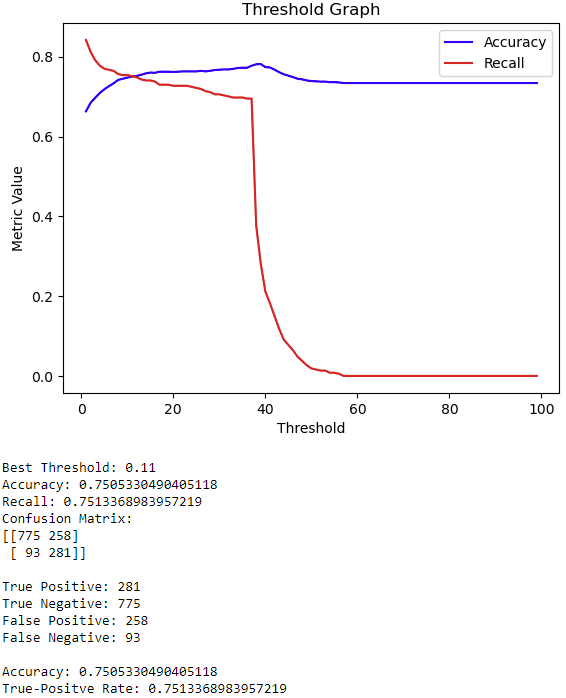 Threshold Graph
Accuracy
Recall
Metric Value
0.8
0.6
0.4
0.2
0.0
0 20 40 60 80 100
Threshold
Best Threshold: 0.11
Accuracy: 0.7505330490405118
Recall: 0.7513368983957219
Confusion Matrix:
[[775 258]
[ 93 281]]
True Positive: 281
True Negative: 775
False Positive: 258
False Negative: 93
Accuracy: 0.7505330490405118
True-Positve Rate: 0.7513368983957219